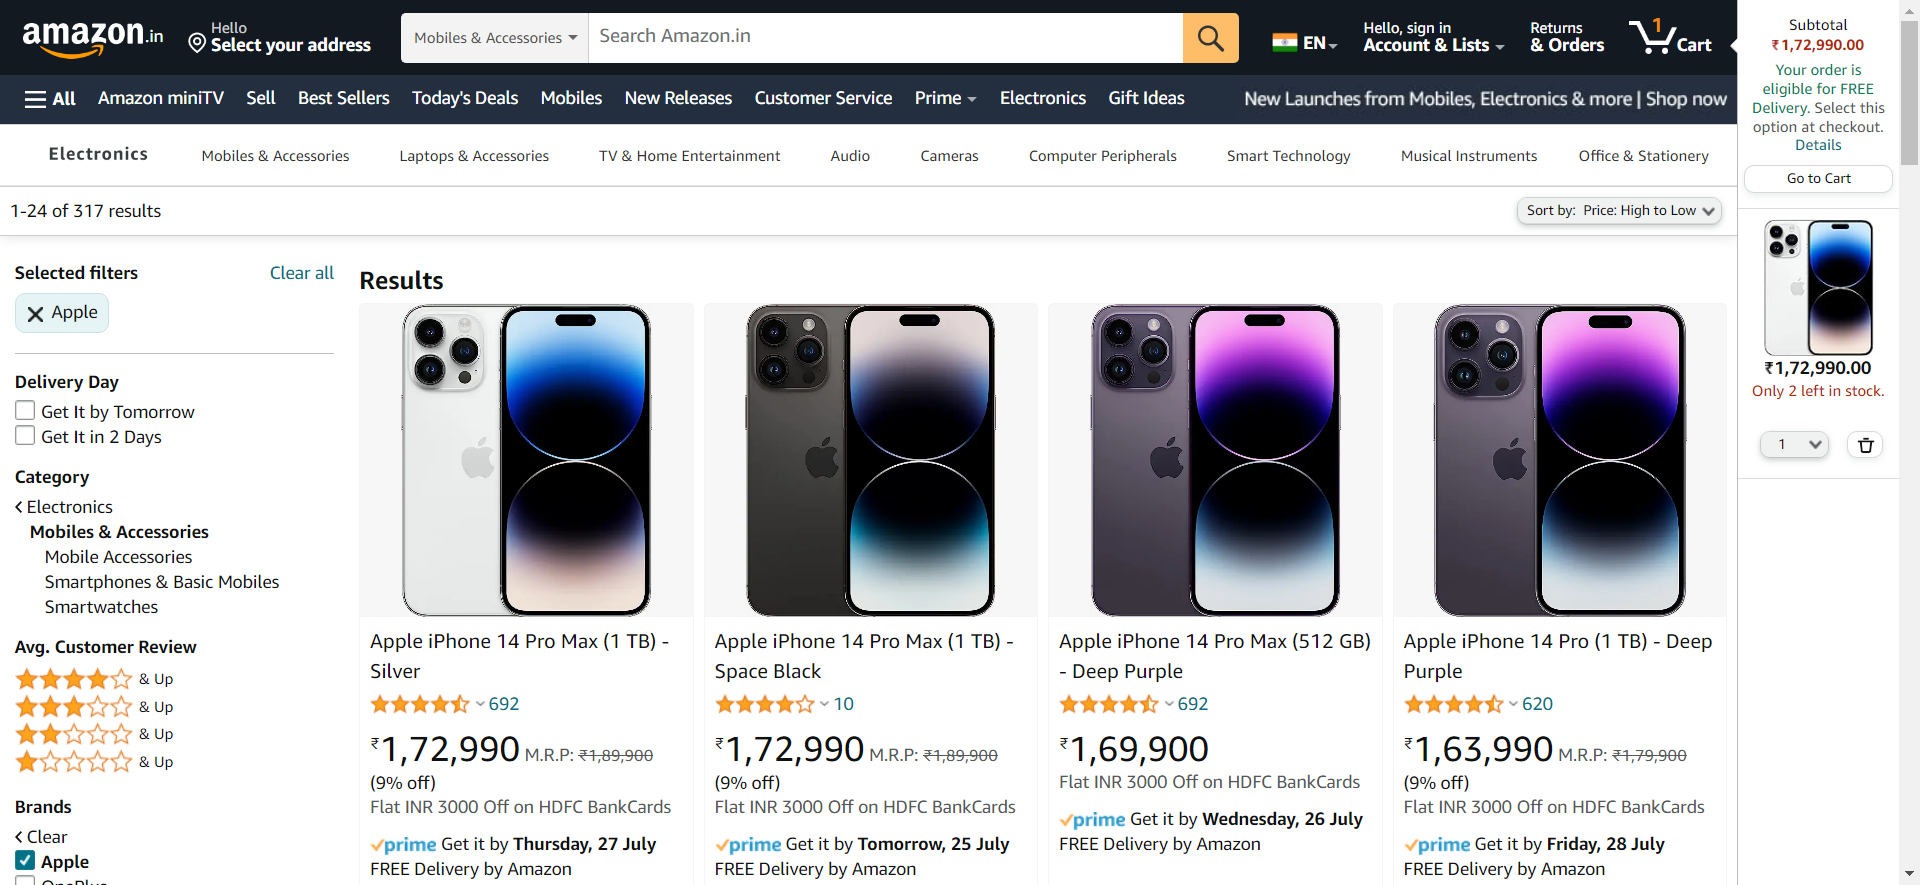 amazon.in
Hello
Select your address
Mobiles & Accessories
Search Amazon.in
EN
Hello, sign in
Account & Lists
Returns
& Orders
1
Cart
All
Amazon miniTV
Sell
Best Sellers
Today's Deals
Mobiles
New Releases
Customer Service
Prime
Electronics
Gift Ideas
New Launches from Mobiles, Electronics & more | Shop now
Electronics
Mobiles & Accessories
Laptops & Accessories
TV & Home Entertainment
Audio
Cameras
Computer Peripherals
Smart Technology
Musical Instruments
Office & Stationery
1-24 of 317 results
Sort by: Price: High to Low
Selected filters
Clear all
Apple
Delivery Day
Get It by Tomorrow
Get It in 2 Days
Category
Electronics
Mobiles & Accessories
Mobile Accessories
Smartphones & Basic Mobiles
Smartwatches
Avg. Customer Review
& Up
& Up
& Up
& Up
Brands
Clear
Apple
OnePlus
Results
Apple iPhone 14 Pro Max (1 TB) -
Silver
692
₹1,72,990 M.R.P: ₹1,89,900
(9% off)
Flat INR 3000 Off on HDFC BankCards
prime Get it by Thursday, 27 July
FREE Delivery by Amazon
Apple iPhone 14 Pro Max (1 TB) -
Space Black
10
₹1,72,990 M.R.P: ₹1,89,900
(9% off)
Flat INR 3000 Off on HDFC BankCards
prime Get it by Tomorrow, 25 July
FREE Delivery by Amazon
Apple iPhone 14 Pro Max (512 GB)
- Deep Purple
692
₹1,69,900
Flat INR 3000 Off on HDFC BankCards
prime Get it by Wednesday, 26 July
FREE Delivery by Amazon
Apple iPhone 14 Pro (1 TB) - Deep
Purple
620
₹1,63,990 M.R.P: ₹1,79,900
(9% off)
Flat INR 3000 Off on HDFC BankCards
prime Get it by Friday, 28 July
FREE Delivery by Amazon
Subtotal
₹1,72,990.00
Your order is
eligible for FREE
Delivery. Select this
option at checkout.
Details
Go to Cart
₹1,72,990.00
Only 2 left in stock.
1